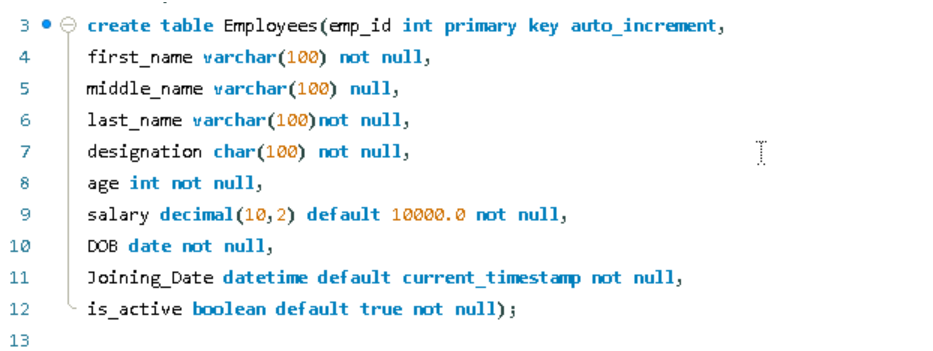 3 create table Employees(emp_id int primary key auto_increment,
4 first_name varchar(100) not null,
5 middle_name varchar(100) null,
6 last_name varchar(100)not null,
7 designation char(100) not null,
8 age int not null,
9 salary decimal(10,2) default 10000.0 not null,
10 DOB date not null,
11 Joining_Date datetime default current_timestamp not null,
12 is_active boolean default true not null);
13